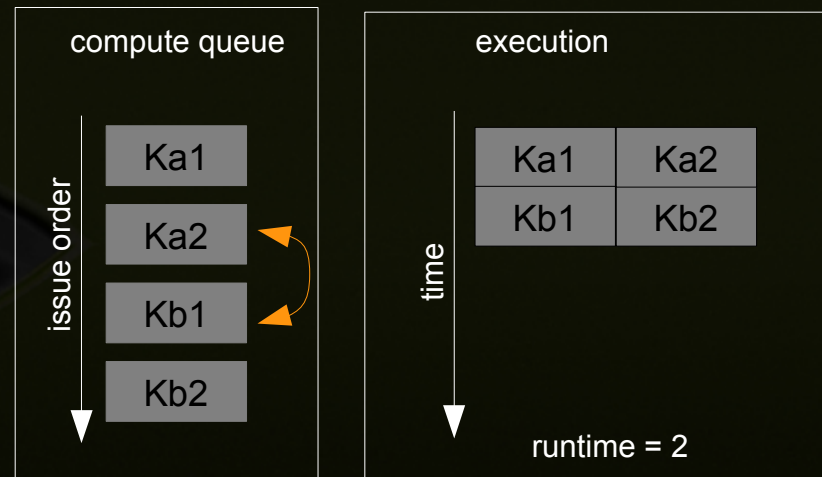 compute queue
issue order
Ka1
Ka2
Kb1
Kb2
execution
time
Ka1
Ka2
Kb1
Kb2
runtime = 2